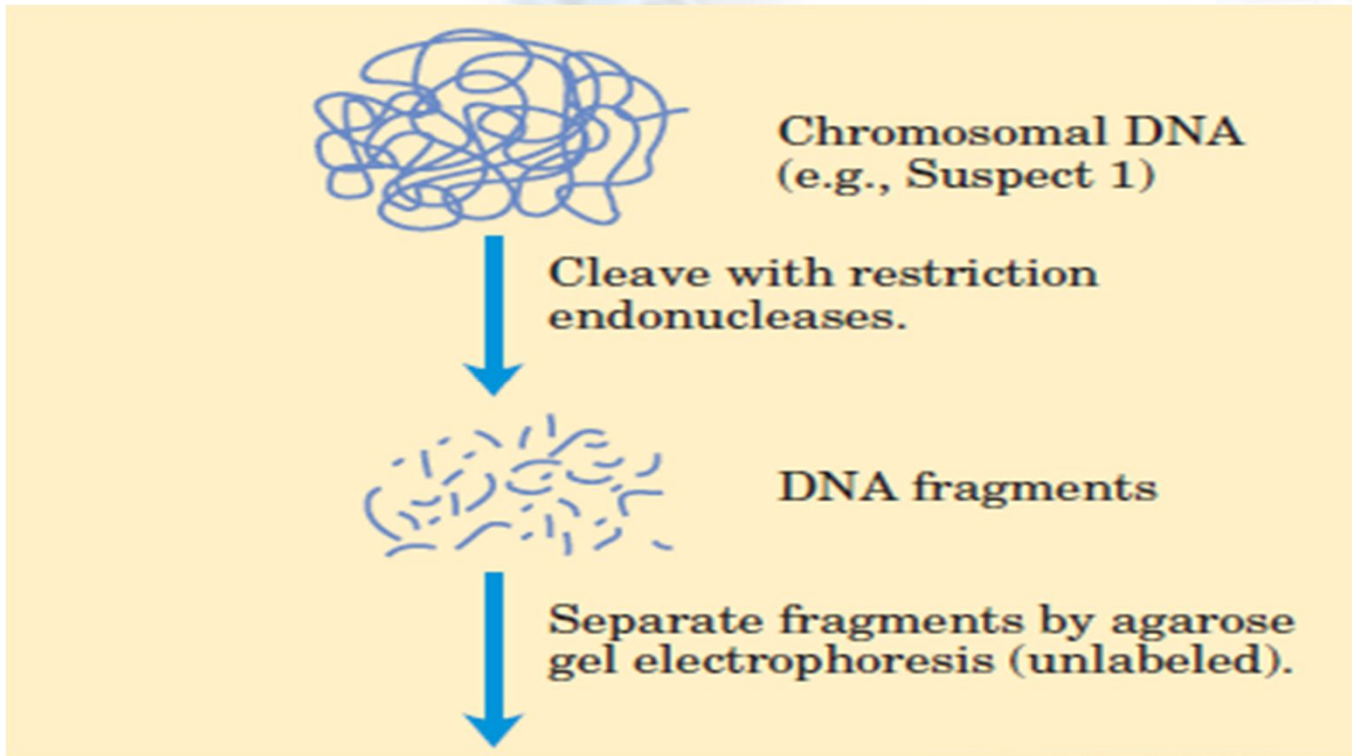 Chromosomal DNA
(e.g., Suspect 1)
Cleave with restriction
endonucleases.
DNA fragments
Separate fragments by agarose
gel electrophoresis (unlabeled).